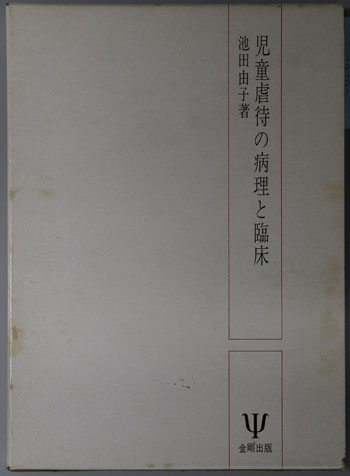 児童虐待の病理と臨床
池田由子著
Ψ
金剛出版